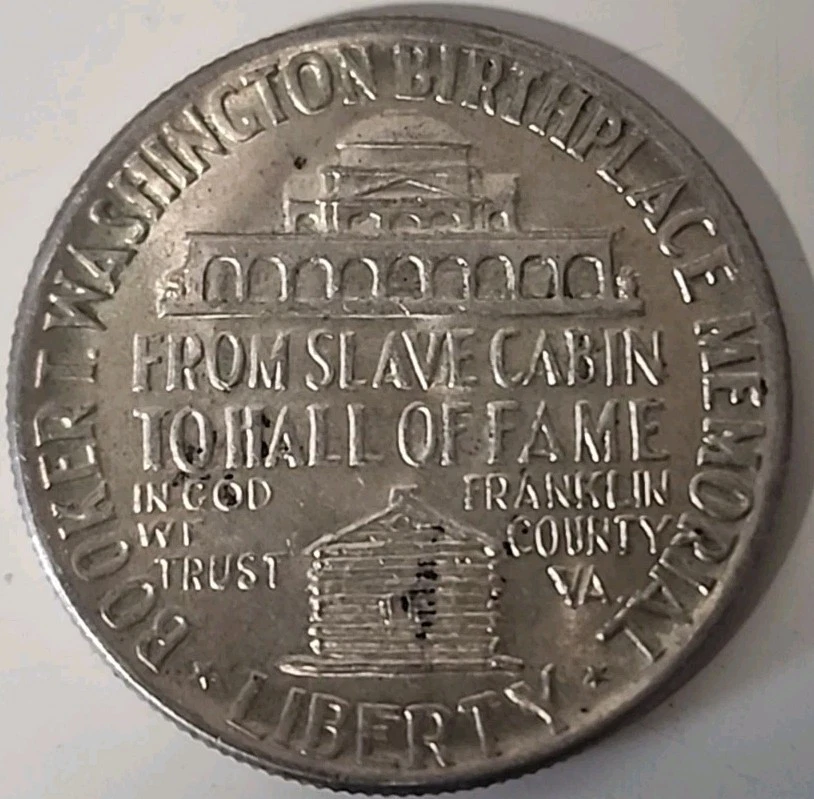 BOOKER T. WASHINGTON BIRTHPLACE MEMORIAL
FROM SLAVE CABIN
TO HALL OF FAME
IN GOD
WE
TRUST
FRANKLIN
COUNTY
VA.
* LIBERTY *